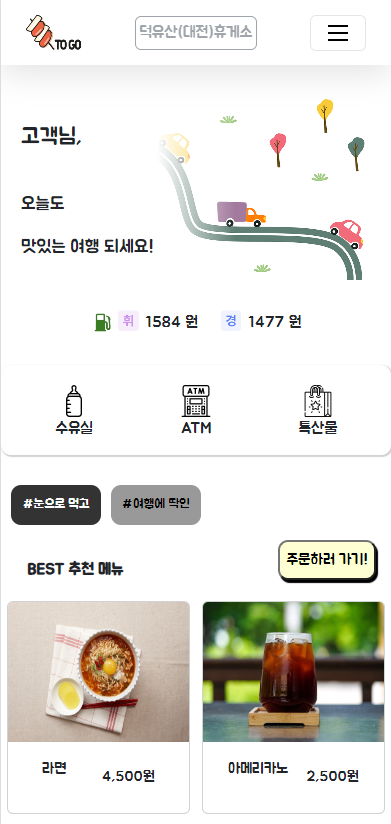 TO GO
덕유산(대전)휴게소
고객님,
오늘도
맛있는 여행 되세요!
휘 1584 원 경 1477 원
ATM
수유실 ATM 특산물
#눈으로 먹고 #여행에 딱인
주문하러 가기!
BEST 추천 메뉴
라면 아메리카노
4,500원 2,500원